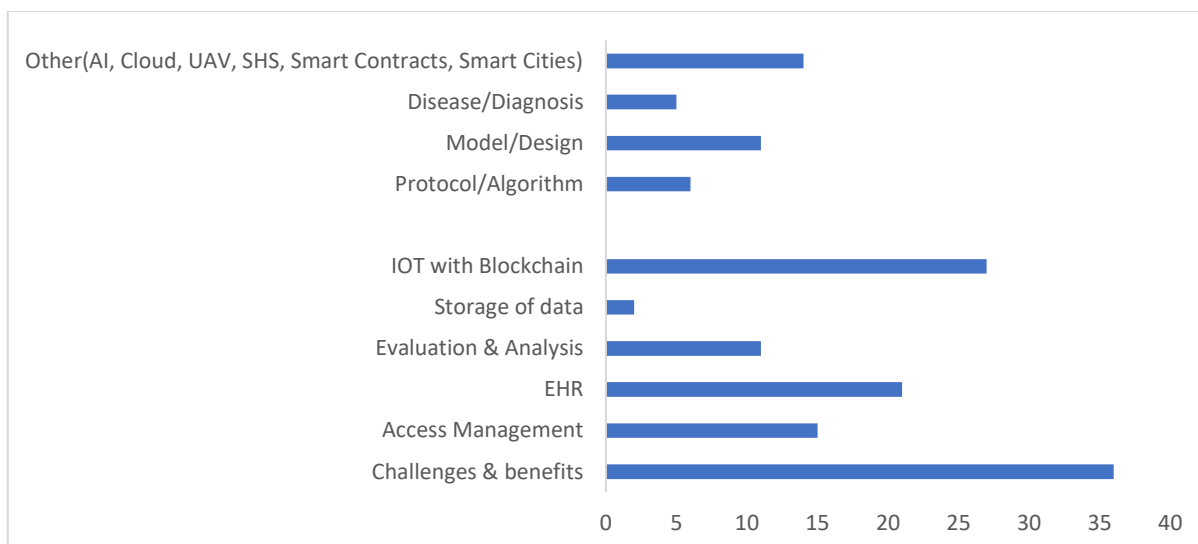 Other(AI, Cloud, UAV, SHS, Smart Contracts, Smart Cities)
Disease/Diagnosis
Model/Design
Protocol/Algorithm
IOT with Blockchain
Storage of data
Evaluation & Analysis
EHR
Access Management
Challenges & benefits
0 5 10 15 20 25 30 35 40